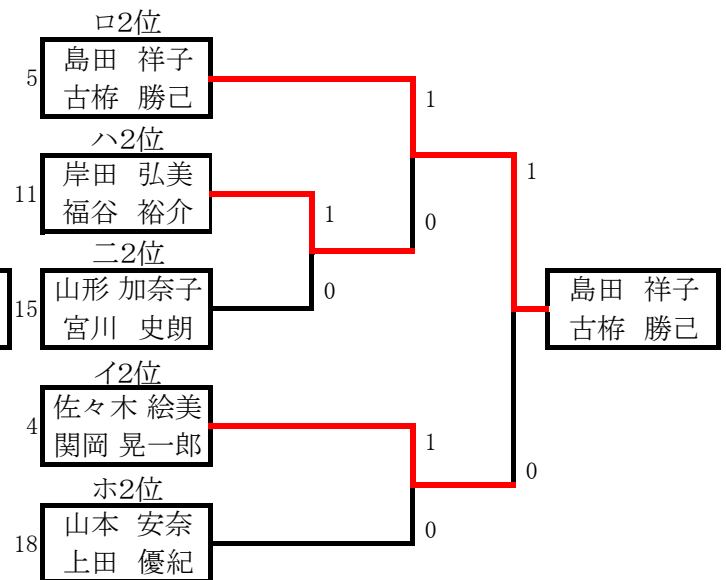 ロ2位
5
島田 祥子
古栫 勝己
1
ハ2位
11
岸田 弘美
福谷 裕介
1
0
1
ニ2位
15
山形 加奈子
宮川 史朗
0
島田 祥子
古栫 勝己
イ2位
4
佐々木 絵美
関岡 晃一郎
1
0
ホ2位
18
山本 安奈
上田 優紀
0